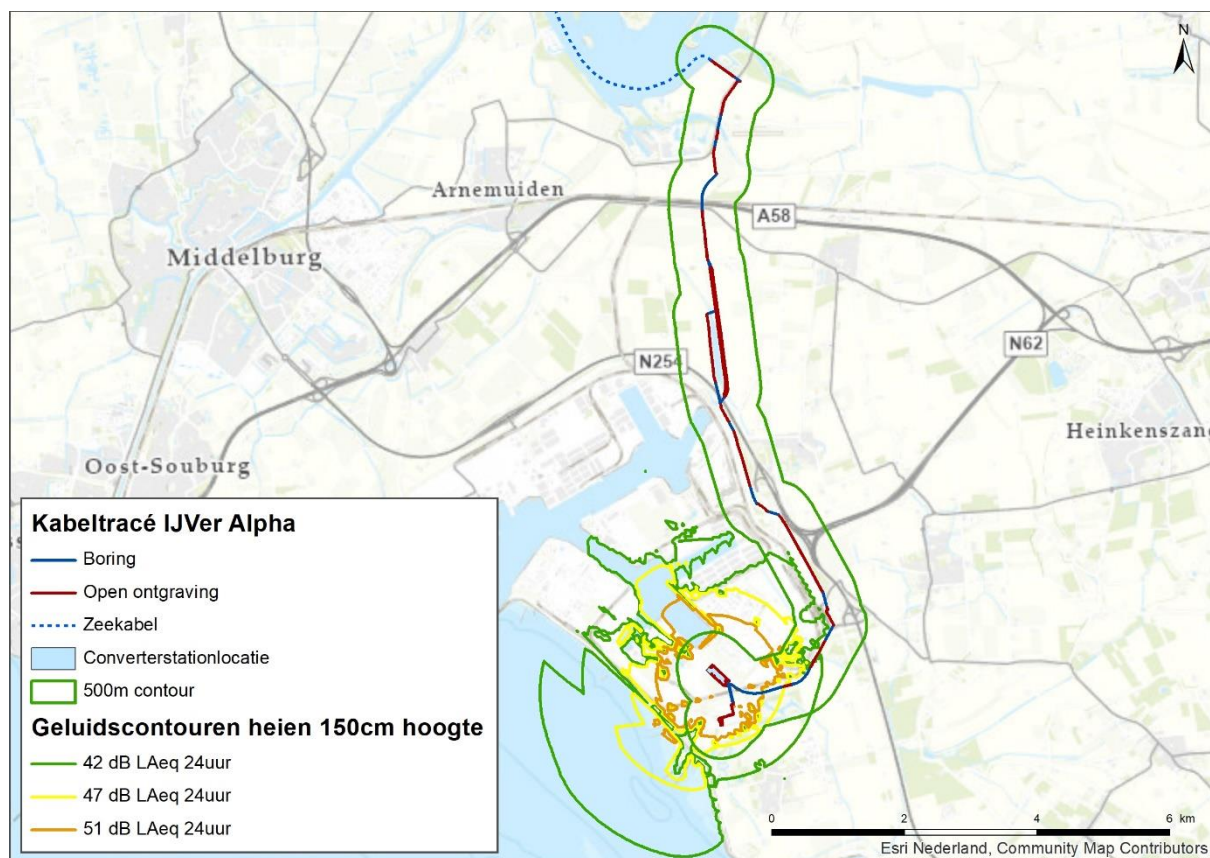 N
Arnemuiden
A58
Middelburg
N62
N254
Heinkenszang
Oost-Souburg
Kabeltracé IJVer Alpha
Boring
Open ontgraving
Zeekabel
Converterstationlocatie
500m contour
Geluidscontouren heien 150cm hoogte
42 dB LAeq 24uur
47 dB LAeq 24uur
51 dB LAeq 24uur
0 2 4 6 km
Esri Nederland, Community Map Contributors